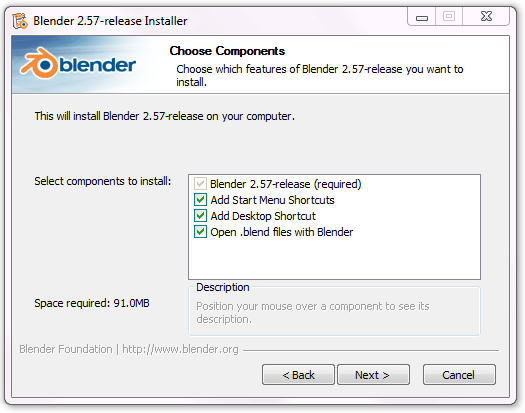 Blender 2.57-release Installer
blender
Choose Components
Choose which features of Blender 2.57-release you want to
install.
This will install Blender 2.57-release on your computer.
Select components to install:
Blender 2.57-release (required)
Add Start Menu Shortcuts
Add Desktop Shortcut
Open .blend files with Blender
Space required: 91.0MB
Description
Position your mouse over a component to see its
description.
Blender Foundation | http://www.blender.org
< Back
Next >
Cancel